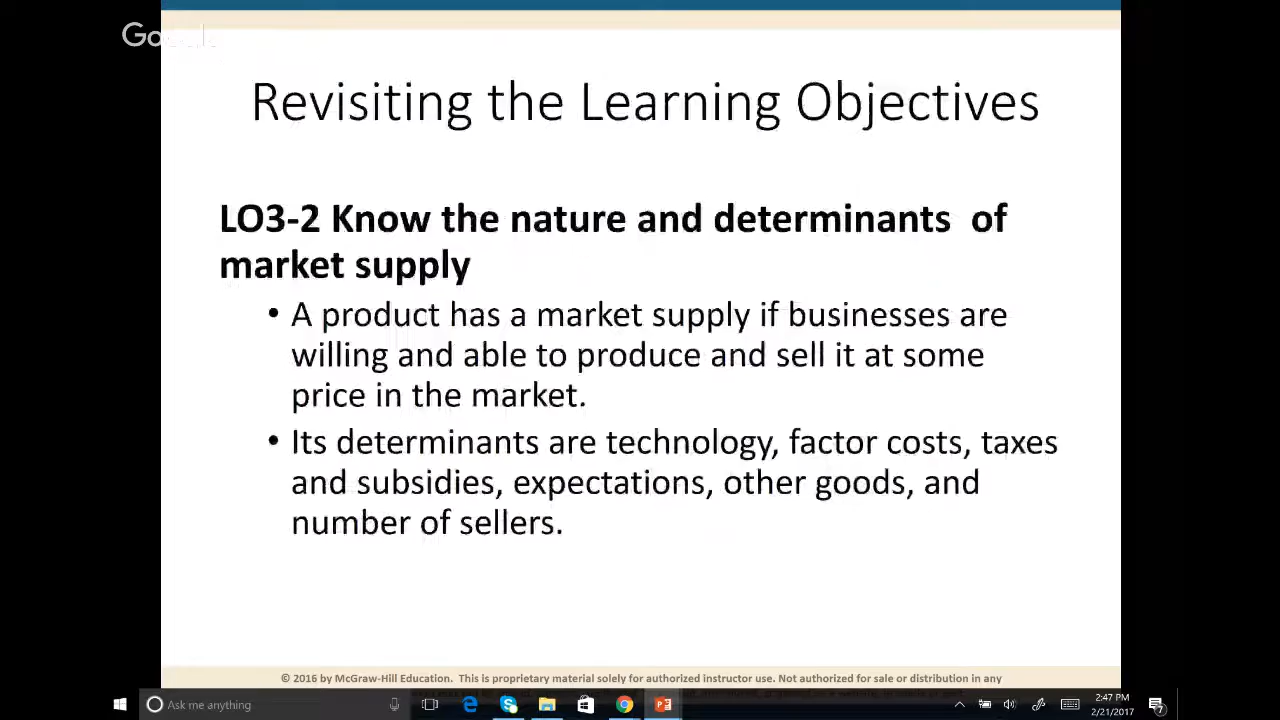 Google
Revisiting the Learning Objectives
LO3-2 Know the nature and determinants  of
market supply
• A product has a market supply if businesses are
willing and able to produce and sell it at some
price in the market.
• Its determinants are technology, factor costs, taxes
and subsidies, expectations, other goods, and
number of sellers.
© 2016 by McGraw-Hill Education.  This is proprietary material solely for authorized instructor use. Not authorized for sale or distribution in any
Ask me anything
2:47 PM
2/21/2017
7